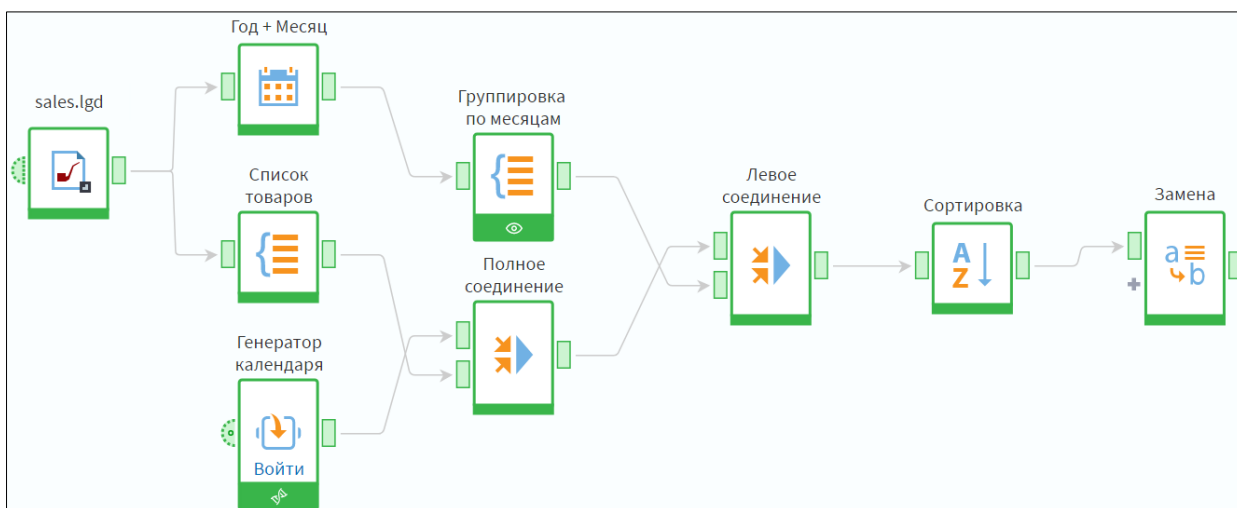 Год + Месяц
sales.lgd
Группировка
по месяцам
Список
товаров
Левое
соединение
Сортировка
Замена
Полное
соединение
Генератор
календаря
Войти